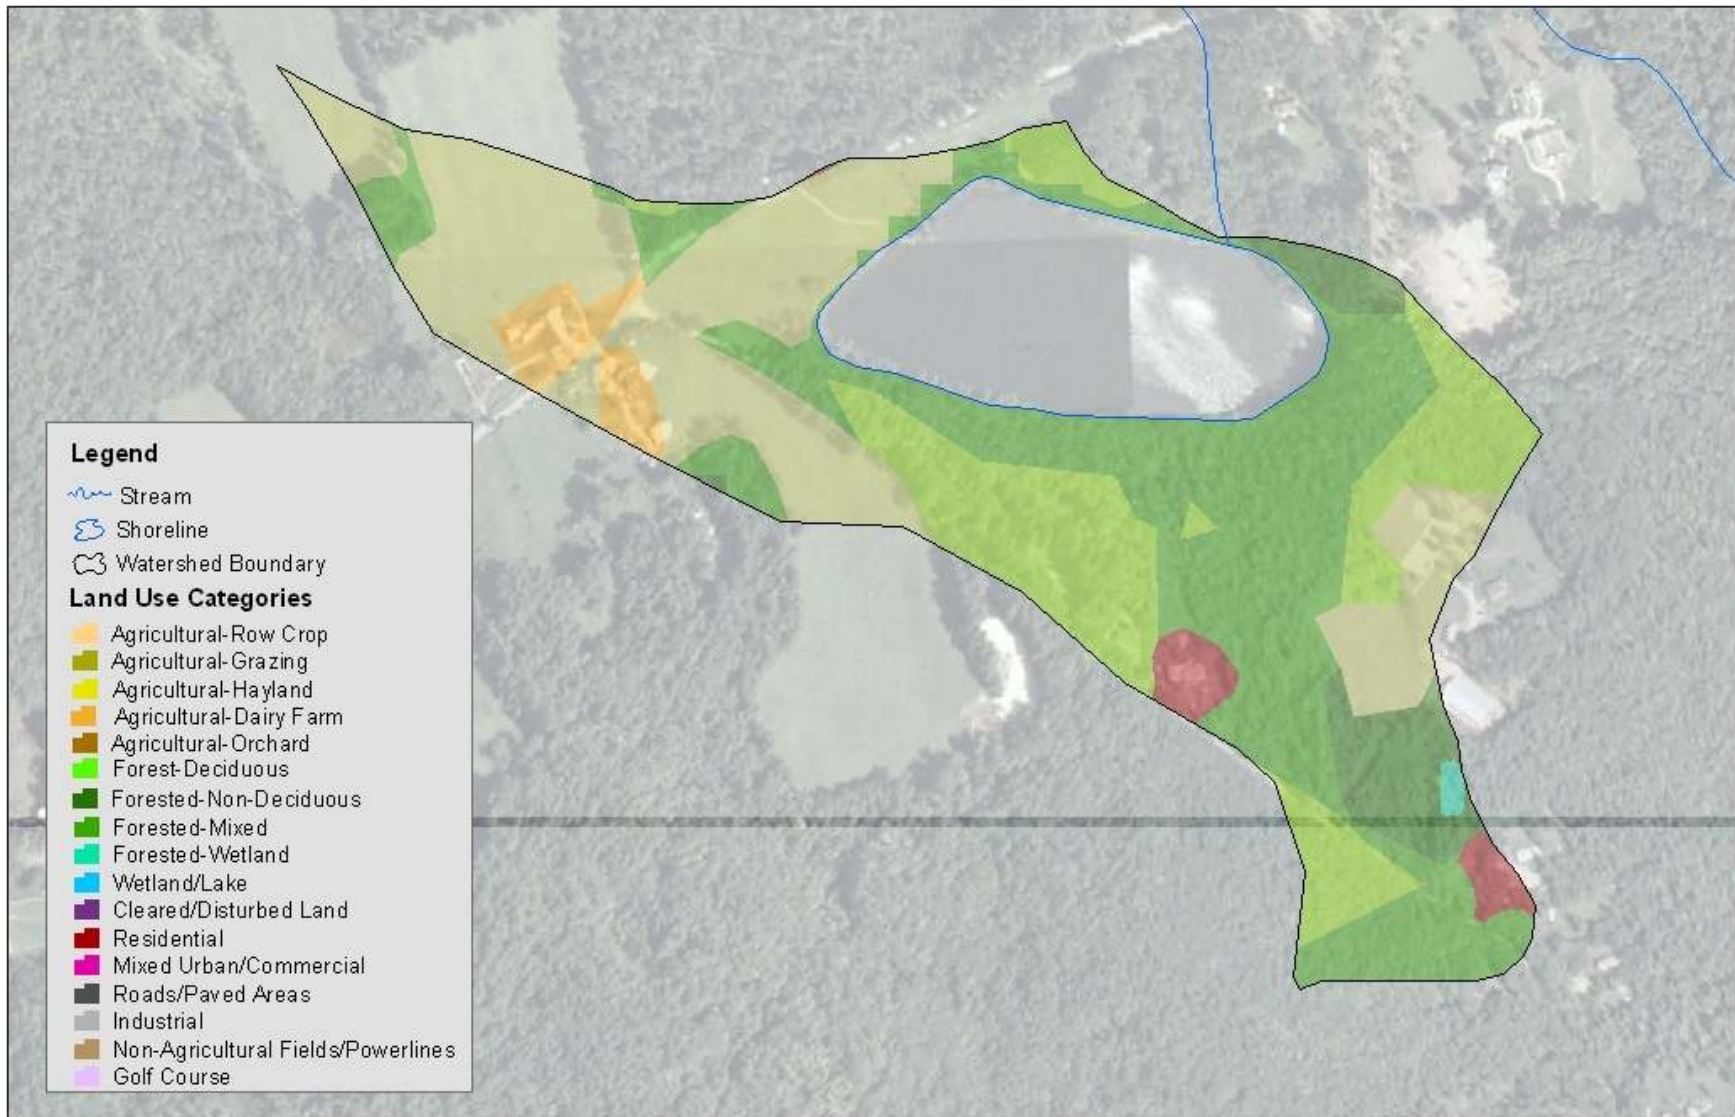 Legend
Stream
Shoreline
Watershed Boundary
Land Use Categories
Agricultural-Row Crop
Agricultural-Grazing
Agricultural-Hayland
Agricultural-Dairy Farm
Agricultural-Orchard
Forest-Deciduous
Forested-Non-Deciduous
Forested-Mixed
Forested-Wetland
Wetland/Lake
Cleared/Disturbed Land
Residential
Mixed Urban/Commercial
Roads/Paved Areas
Industrial
Non-Agricultural Fields/Powerlines
Golf Course